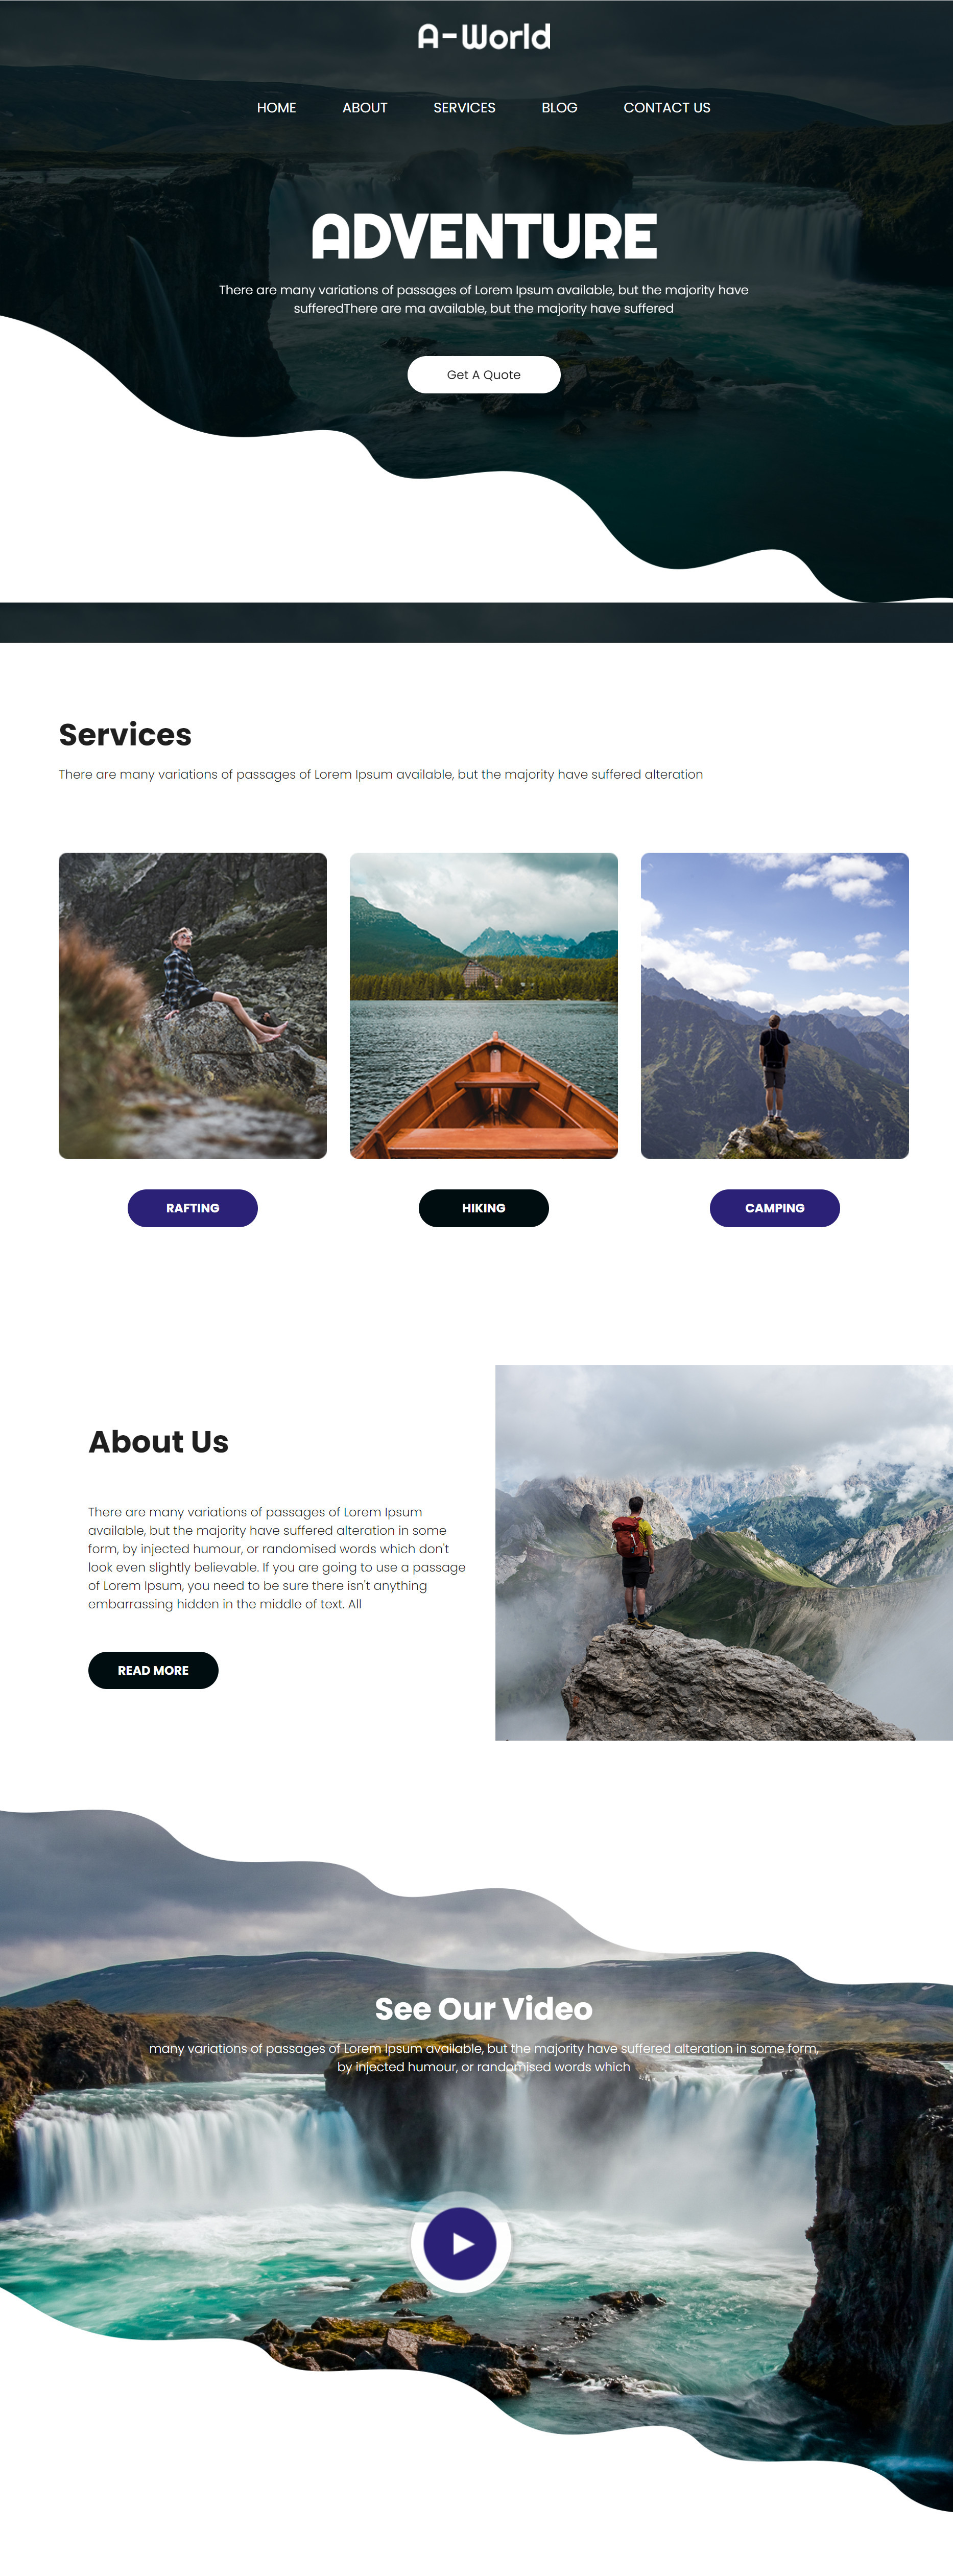 A-World
HOME ABOUT SERVICES BLOG CONTACT US
ADVENTURE
There are many variations of passages of Lorem Ipsum available, but the majority have
sufferedThere are ma available, but the majority have suffered
Get A Quote
Services
There are many variations of passages of Lorem Ipsum available, but the majority have suffered alteration
RAFTING HIKING CAMPING
About Us
There are many variations of passages of Lorem Ipsum
available, but the majority have suffered alteration in some
form, by injected humour, or randomised words which don't
look even slightly believable. If you are going to use a passage
of Lorem Ipsum, you need to be sure there isn't anything
embarrassing hidden in the middle of text. All
READ MORE
See Our Video
many variations of passages of Lorem Ipsum available, but the majority have suffered alteration in some form,
by injected humour, or randomised words which